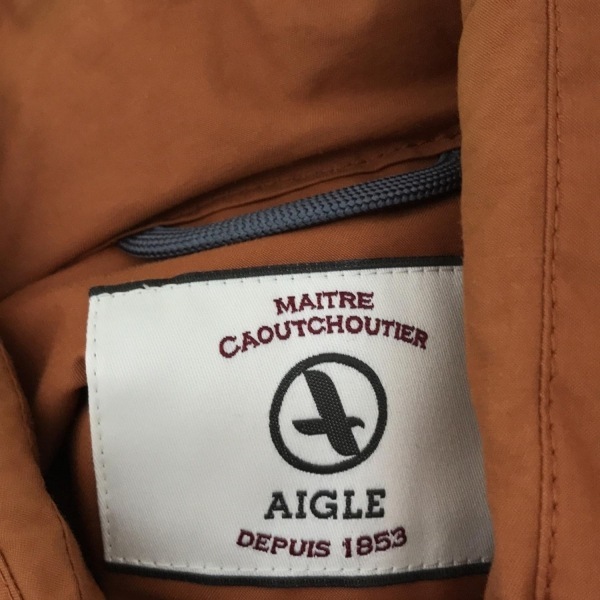 MAITRE
CAOUTCHOUTIER
AIGLE
DEPUIS 1853